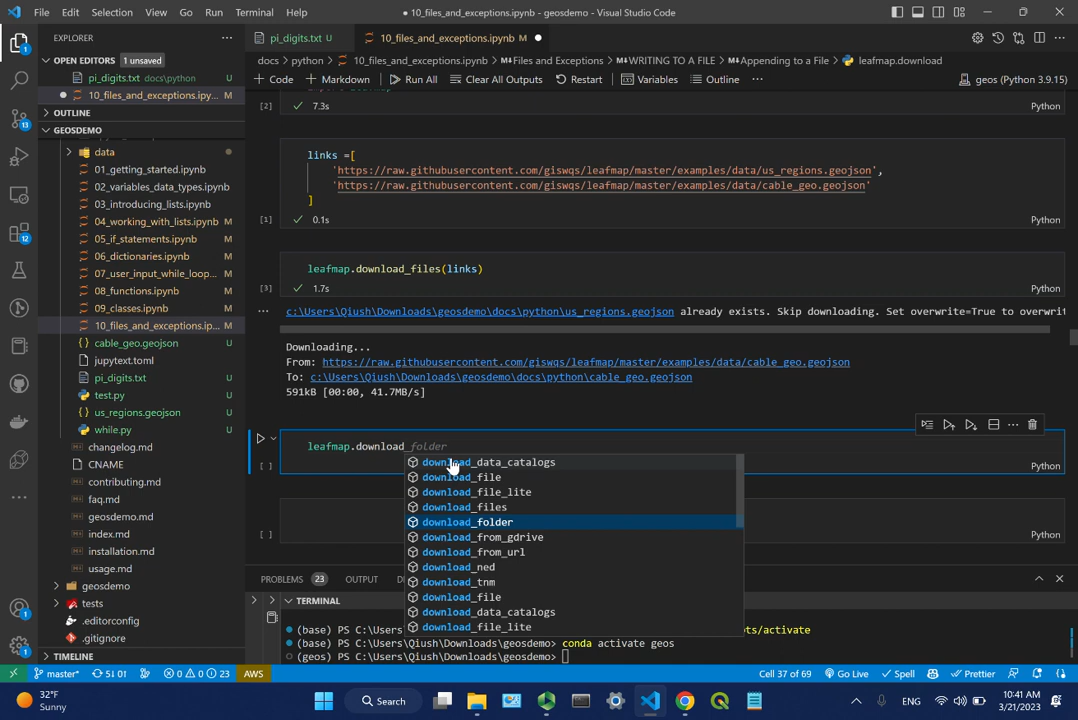 File Edit Selection View Go Run Terminal Help
● 10_files_and_exceptions.ipynb - geosdemo - Visual Studio Code
EXPLORER
OPEN EDITORS 1 unsaved
pi_digits.txt docs\python U
10_files_and_exceptions.ipy... M
OUTLINE
GEOSDEMO
data
01_getting_started.ipynb
02_variables_data_types.ipynb
03_introducing_lists.ipynb
04_working_with_lists.ipynb M
05_if_statements.ipynb M
06_dictionaries.ipynb M
07_user_input_while_loop... M
08_functions.ipynb M
09_classes.ipynb M
10_files_and_exceptions.ip... M
cable_geo.geojson U
jupytext.toml
pi_digits.txt U
test.py U
us_regions.geojson U
while.py U
changelog.md
CNAME
contributing.md
faq.md
geosdemo.md
index.md
installation.md
usage.md
geosdemo
tests
.editorconfig
.gitignore
TIMELINE
pi_digits.txt U
10_files_and_exceptions.ipynb M
docs > python > 10_files_and_exceptions.ipynb > Files and Exceptions > WRITING TO A FILE > Appending to a File > leafmap.download
+ Code + Markdown Run All Clear All Outputs Restart Variables Outline ...
geos (Python 3.9.15)
[2] 7.3s Python
links =[
'https://raw.githubusercontent.com/giswqs/leafmap/master/examples/data/us_regions.geojson',
'https://raw.githubusercontent.com/giswqs/leafmap/master/examples/data/cable_geo.geojson'
]
[1] 0.1s Python
leafmap.download_files(links)
[3] 1.7s Python
c:\Users\Qiush\Downloads\geosdemo\docs\python\us_regions.geojson already exists. Skip downloading. Set overwrite=True to overwrit
Downloading...
From: https://raw.githubusercontent.com/giswqs/leafmap/master/examples/data/cable_geo.geojson
To: c:\Users\Qiush\Downloads\geosdemo\docs\python\cable_geo.geojson
591kB [00:00, 41.7MB/s]
leafmap.download_folder
[ ] Python
download_data_catalogs
download_file
download_file_lite
download_files
download_folder
download_from_gdrive
download_from_url
download_ned
download_tnm
download_file
download_data_catalogs
download_file_lite
[ ] Python
PROBLEMS 23 OUTPUT
TERMINAL
(base) PS C:\Users ts/activate
(base) PS C:\Users\Qiush\Downloads\geosdemo> conda activate geos
(geos) PS C:\Users\Qiush\Downloads\geosdemo>
master* 5↓ 0↑ 0 0 23 AWS Cell 37 of 69 Go Live Spell Prettier
32°F
Sunny
Search
ENG
10:41 AM
3/21/2023